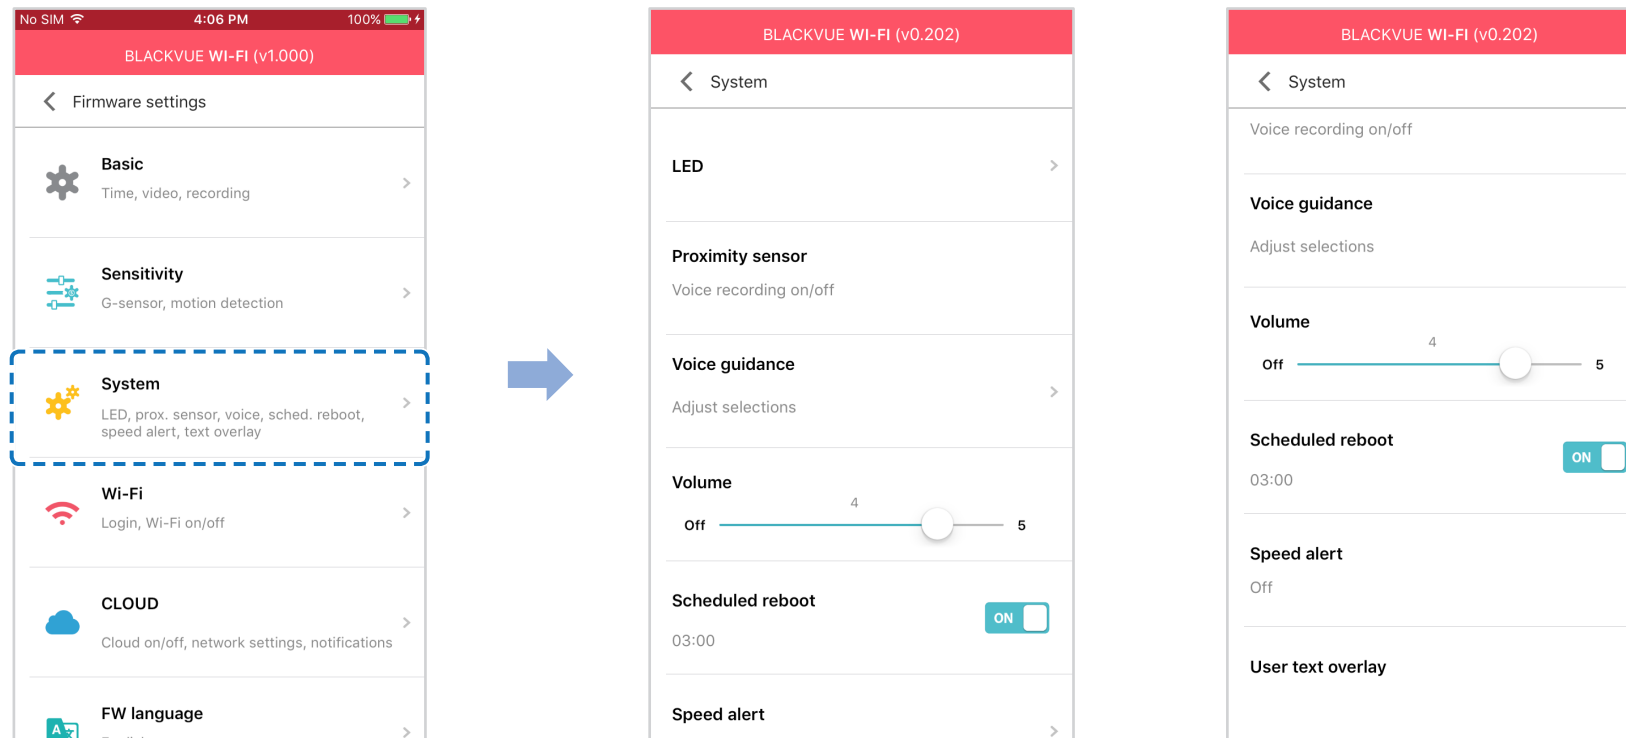 No SIM 4:06 PM 100%
BLACKVUE WI-FI (v1.000)
Firmware settings
Basic
Time, video, recording
Sensitivity
G-sensor, motion detection
System
LED, prox. sensor, voice, sched. reboot,
speed alert, text overlay
Wi-Fi
Login, Wi-Fi on/off
CLOUD
Cloud on/off, network settings, notifications
FW language
A
BLACKVUE WI-FI (v0.202)
System
LED
Proximity sensor
Voice recording on/off
Voice guidance
Adjust selections
Volume
4
Off 5
Scheduled reboot
ON
03:00
Speed alert
BLACKVUE WI-FI (v0.202)
System
Voice recording on/off
Voice guidance
Adjust selections
Volume
4
Off 5
Scheduled reboot
ON
03:00
Speed alert
Off
User text overlay